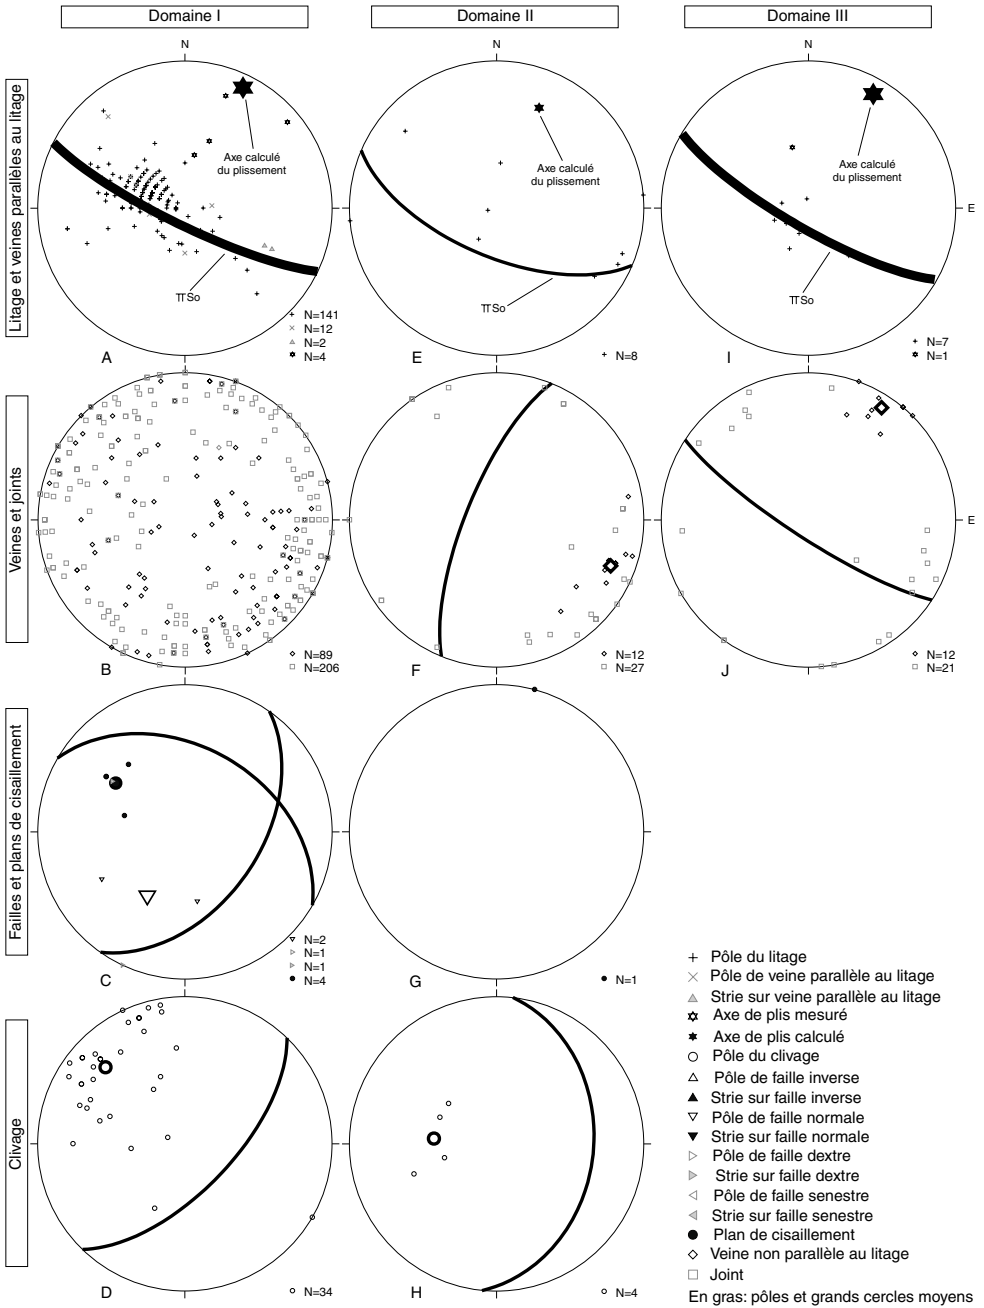 Domaine I
Domaine II
Domaine III
Litage et veines parallèles au litage
N
Axe calculé
du plissement
πSo
N=141
N=12
N=2
N=4
A
N
Axe calculé
du plissement
πSo
N=8
E
N
E
Axe calculé
du plissement
πSo
N=7
N=1
I
Veines et joints
N=89
N=206
B
N=12
N=27
F
E
N=12
N=21
J
Failles et plans de cisaillement
N=2
N=1
N=1
N=4
C
N=1
G
Clivage
N=34
D
N=4
H
Pôle du litage
Pôle de veine parallèle au litage
Strie sur veine parallèle au litage
Axe de plis mesuré
Axe de plis calculé
Pôle du clivage
Pôle de faille inverse
Strie sur faille inverse
Pôle de faille normale
Strie sur faille normale
Pôle de faille dextre
Strie sur faille dextre
Pôle de faille senestre
Strie sur faille senestre
Plan de cisaillement
Veine non parallèle au litage
Joint
En gras: pôles et grands cercles moyens